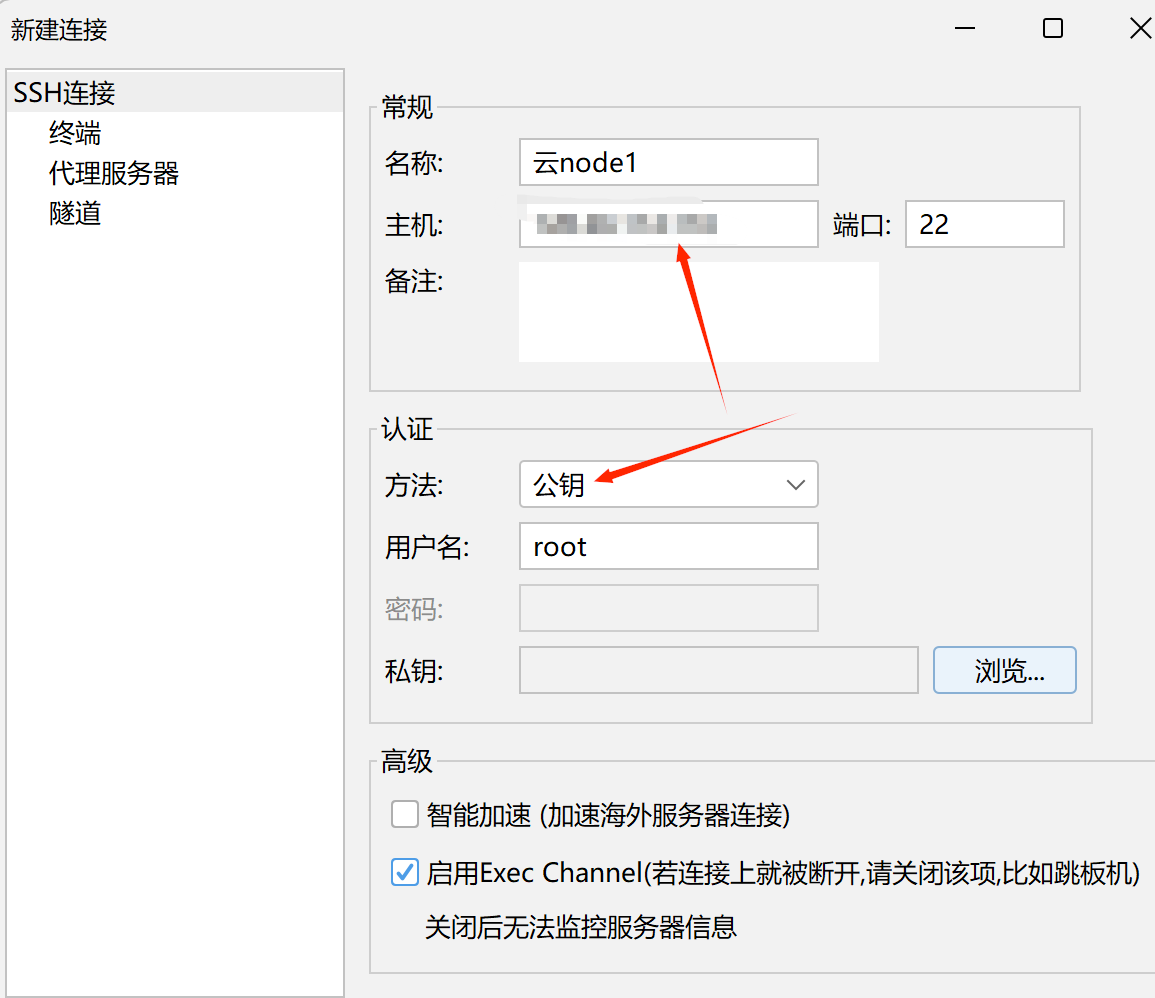 新建连接
SSH连接
终端
代理服务器
隧道
常规
名称: 云node1
主机: 端口: 22
备注:
认证
方法: 公钥
用户名: root
密码:
私钥: 浏览...
高级
智能加速 (加速海外服务器连接)
启用Exec Channel(若连接上就被断开,请关闭该项,比如跳板机)
关闭后无法监控服务器信息